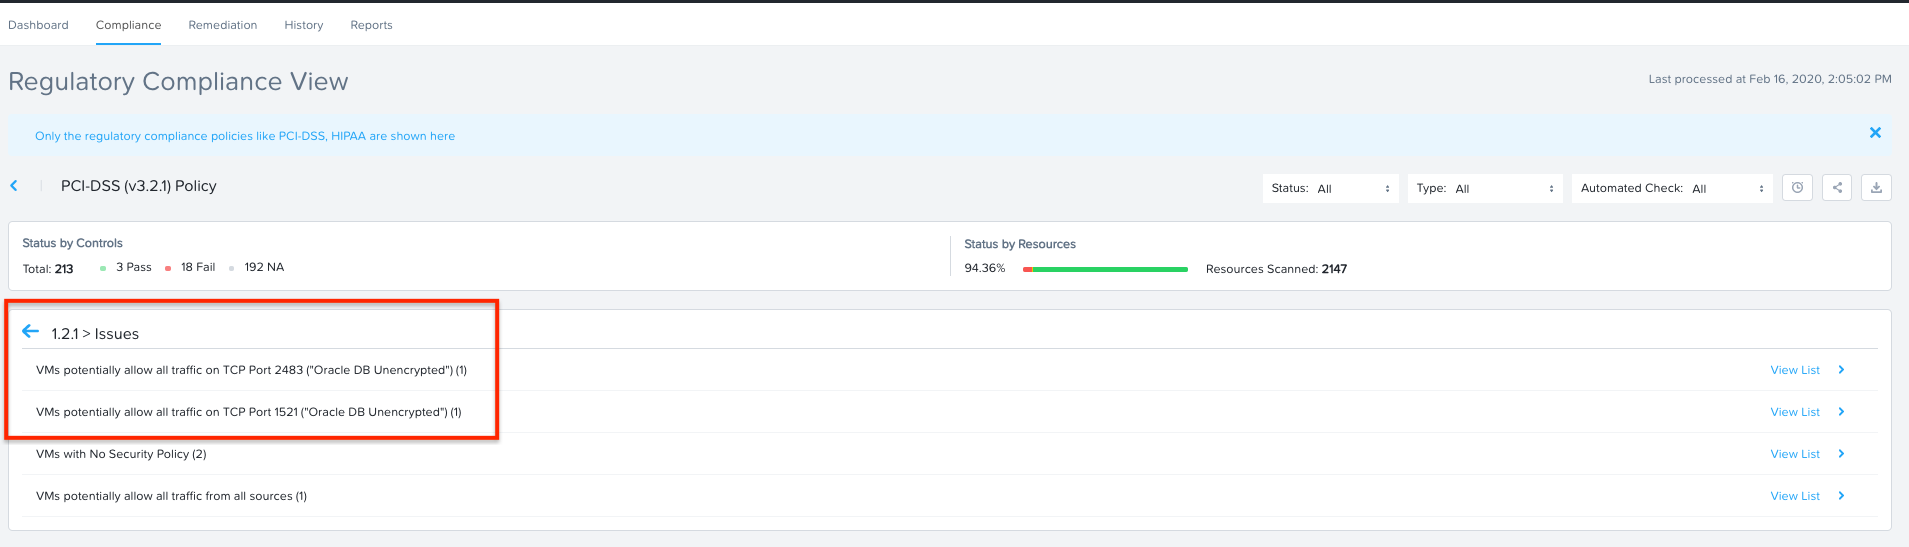 Dashboard Compliance Remediation History Reports
Regulatory Compliance View
Last processed at Feb 16, 2020, 2:05:02 PM
Only the regulatory compliance policies like PCI-DSS, HIPAA are shown here
PCI-DSS (v3.2.1) Policy
Status: All Type: All Automated Check: All
Status by Controls
Total: 213 3 Pass 18 Fail 192 NA
Status by Resources
94.36% Resources Scanned: 2147
1.2.1 > Issues
VMs potentially allow all traffic on TCP Port 2483 ("Oracle DB Unencrypted") (1) View List
VMs potentially allow all traffic on TCP Port 1521 ("Oracle DB Unencrypted") (1) View List
VMs with No Security Policy (2) View List
VMs potentially allow all traffic from all sources (1) View List